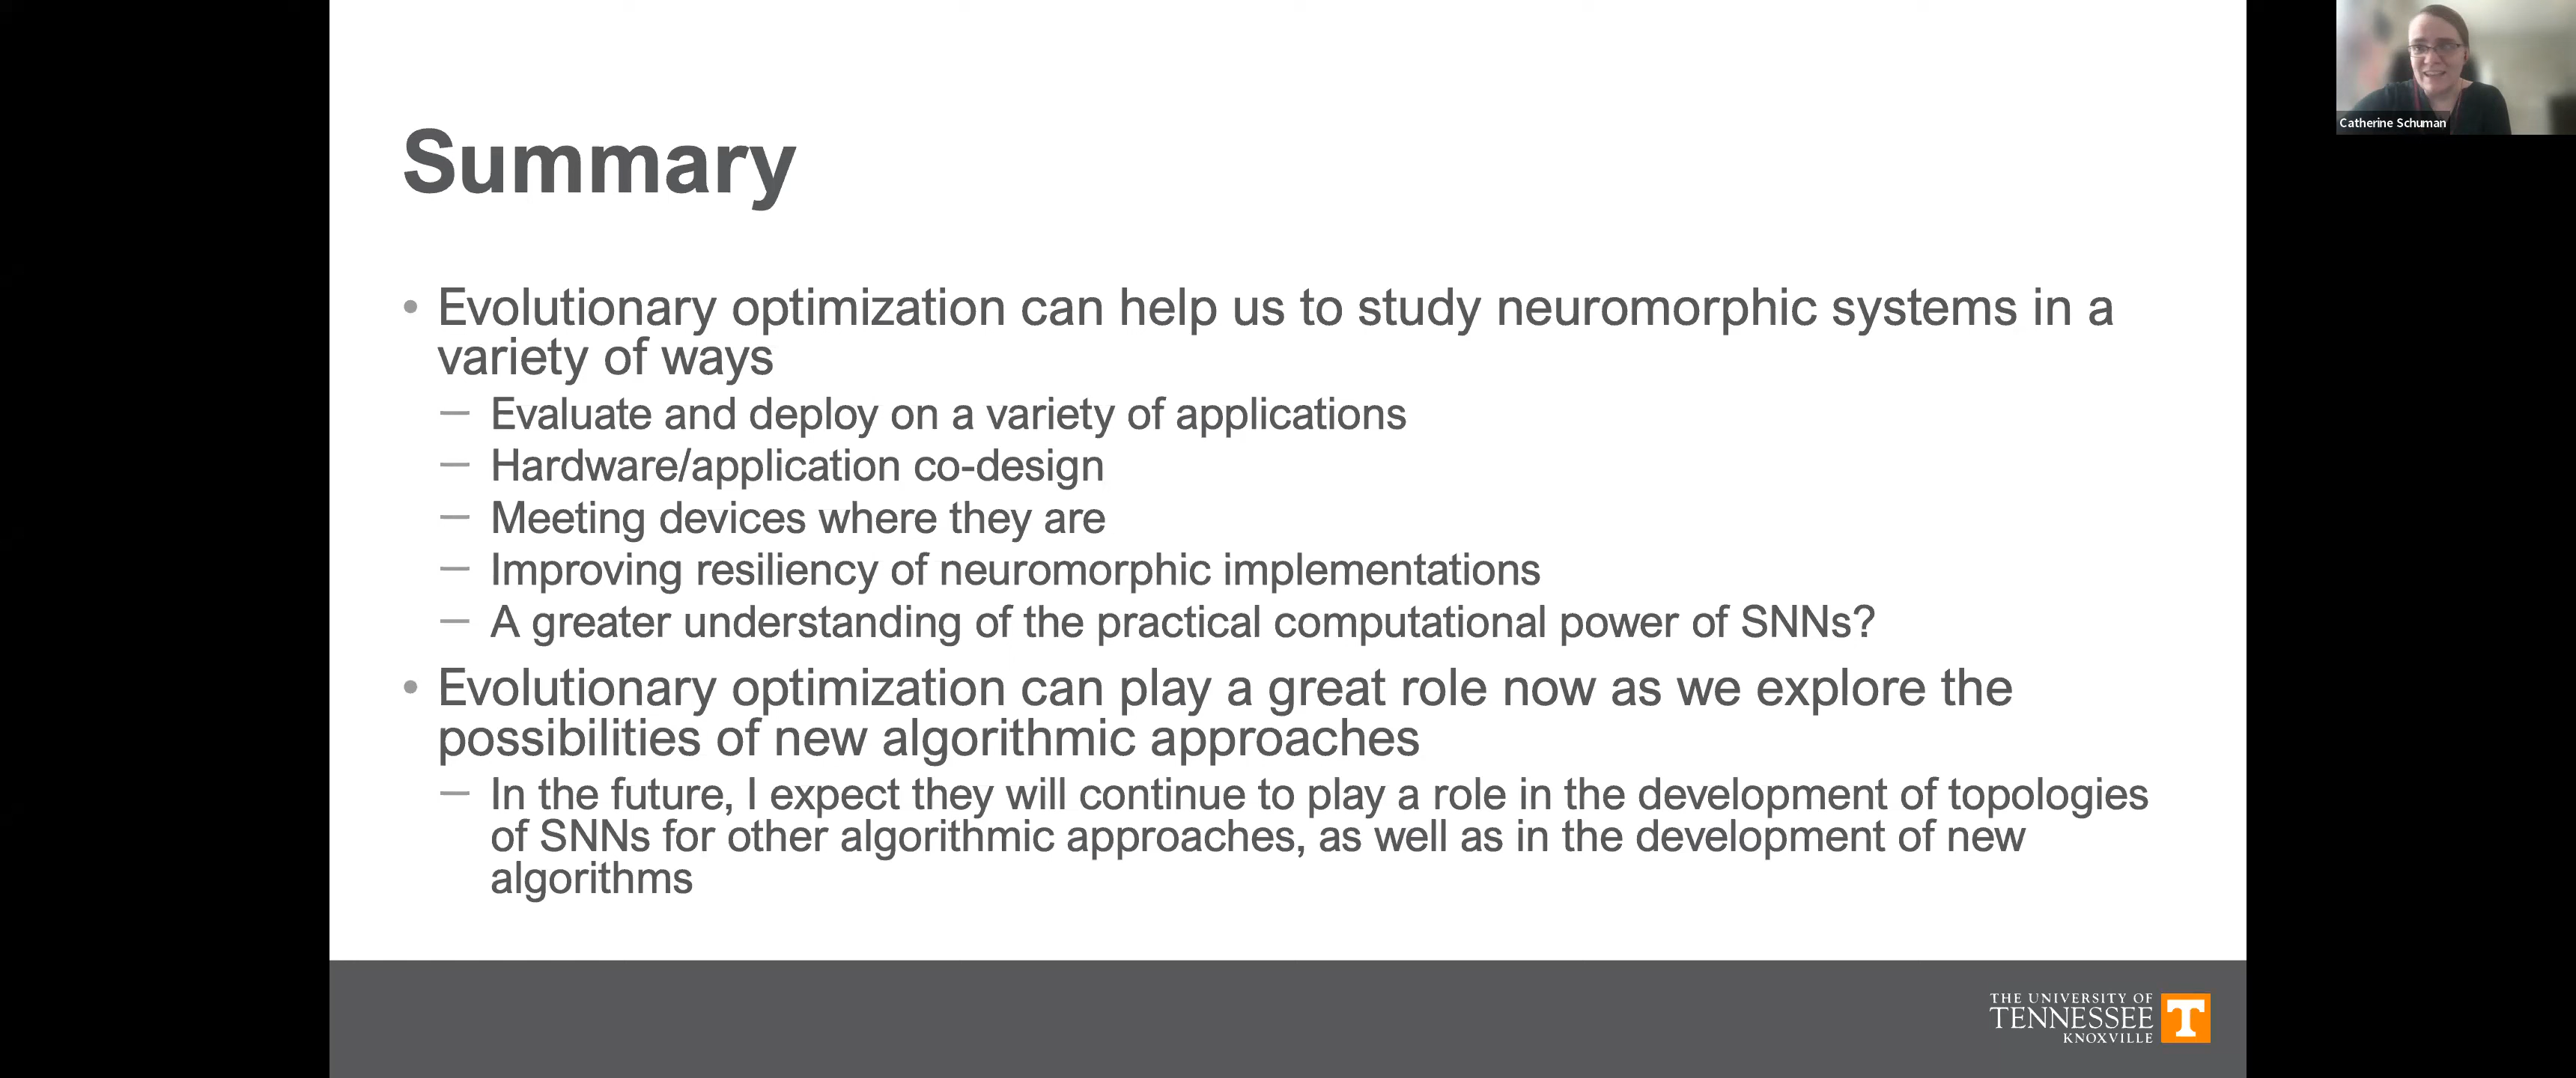 Summary
• Evolutionary optimization can help us to study neuromorphic systems in a
variety of ways
— Evaluate and deploy on a variety of applications
— Hardware/application co-design
— Meeting devices where they are
— Improving resiliency of neuromorphic implementations
— A greater understanding of the practical computational power of SNNs?
• Evolutionary optimization can play a great role now as we explore the
possibilities of new algorithmic approaches
— In the future, I expect they will continue to play a role in the development of topologies
of SNNs for other algorithmic approaches, as well as in the development of new
algorithms
THE UNIVERSITY OF
TENNESSEE
KNOXVILLE
T
Catherine Schuman